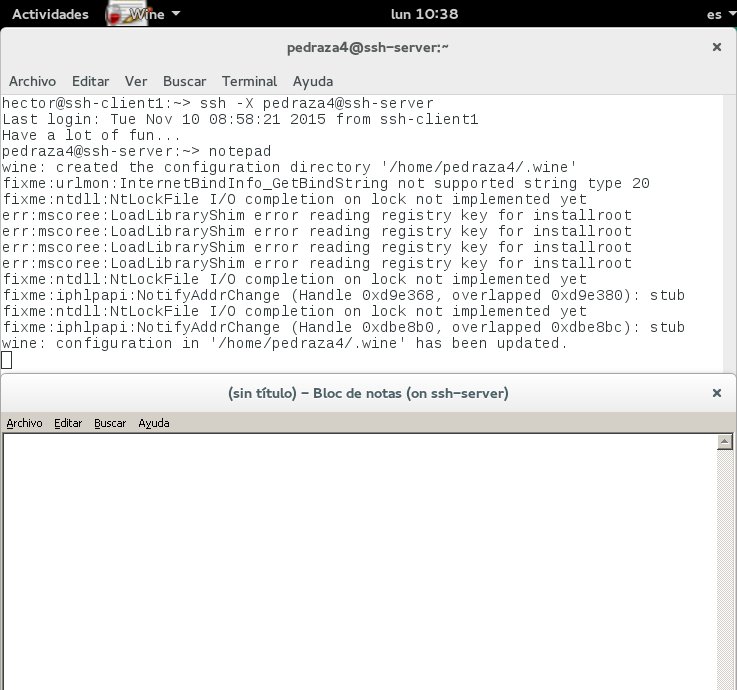 Actividades Wine lun 10:38 es
pedraza4@ssh-server:~
Archivo Editar Ver Buscar Terminal Ayuda
hector@ssh-client1:~> ssh -X pedraza4@ssh-server
Last login: Tue Nov 10 08:58:21 2015 from ssh-client1
Have a lot of fun...
pedraza4@ssh-server:~> notepad
wine: created the configuration directory '/home/pedraza4/.wine'
fixme:urlmon:InternetBindInfo_GetBindString not supported string type 20
fixme:ntdll:NtLockFile I/O completion on lock not implemented yet
err:mscoree:LoadLibraryShim error reading registry key for installroot
err:mscoree:LoadLibraryShim error reading registry key for installroot
err:mscoree:LoadLibraryShim error reading registry key for installroot
err:mscoree:LoadLibraryShim error reading registry key for installroot
fixme:ntdll:NtLockFile I/O completion on lock not implemented yet
fixme:iphlpapi:NotifyAddrChange (Handle 0xd9e368, overlapped 0xd9e380): stub
fixme:ntdll:NtLockFile I/O completion on lock not implemented yet
fixme:iphlpapi:NotifyAddrChange (Handle 0xdbe8b0, overlapped 0xdbe8bc): stub
wine: configuration in '/home/pedraza4/.wine' has been updated.
(sin título) - Bloc de notas (on ssh-server)
Archivo Editar Buscar Ayuda